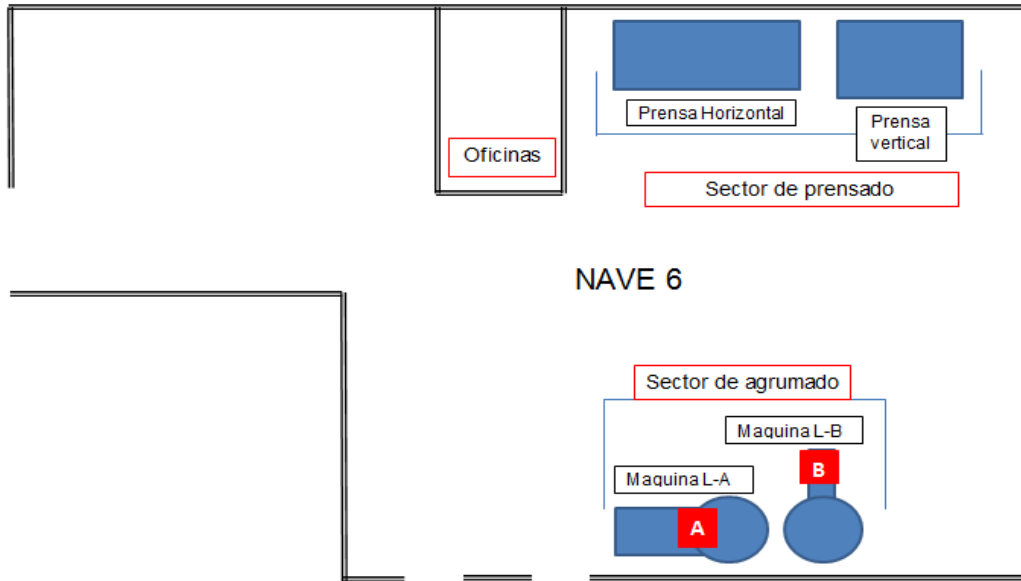 Prensa Horizontal
Prensa
vertical
Oficinas
Sector de prensado
NAVE 6
Sector de agrumado
Maquina L-B
B
Maquina L-A
A